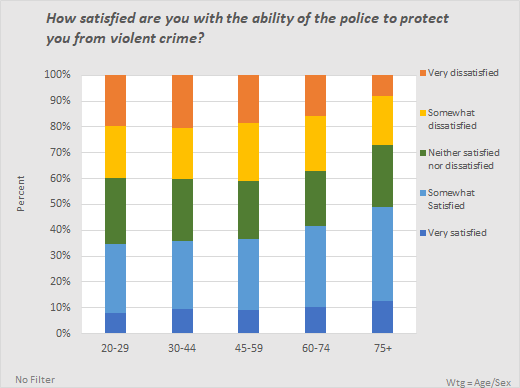 How satisfied are you with the ability of the police to protect
you from violent crime?
100%
90%
80%
70%
60%
50%
40%
30%
20%
10%
0%
Percent
20-29
30-44
45-59
60-74
75+
Very dissatisfied
Somewhat
dissatisfied
Neither satisfied
nor dissatisfied
Somewhat
Satisfied
Very satisfied
No Filter
Wtg = Age/Sex